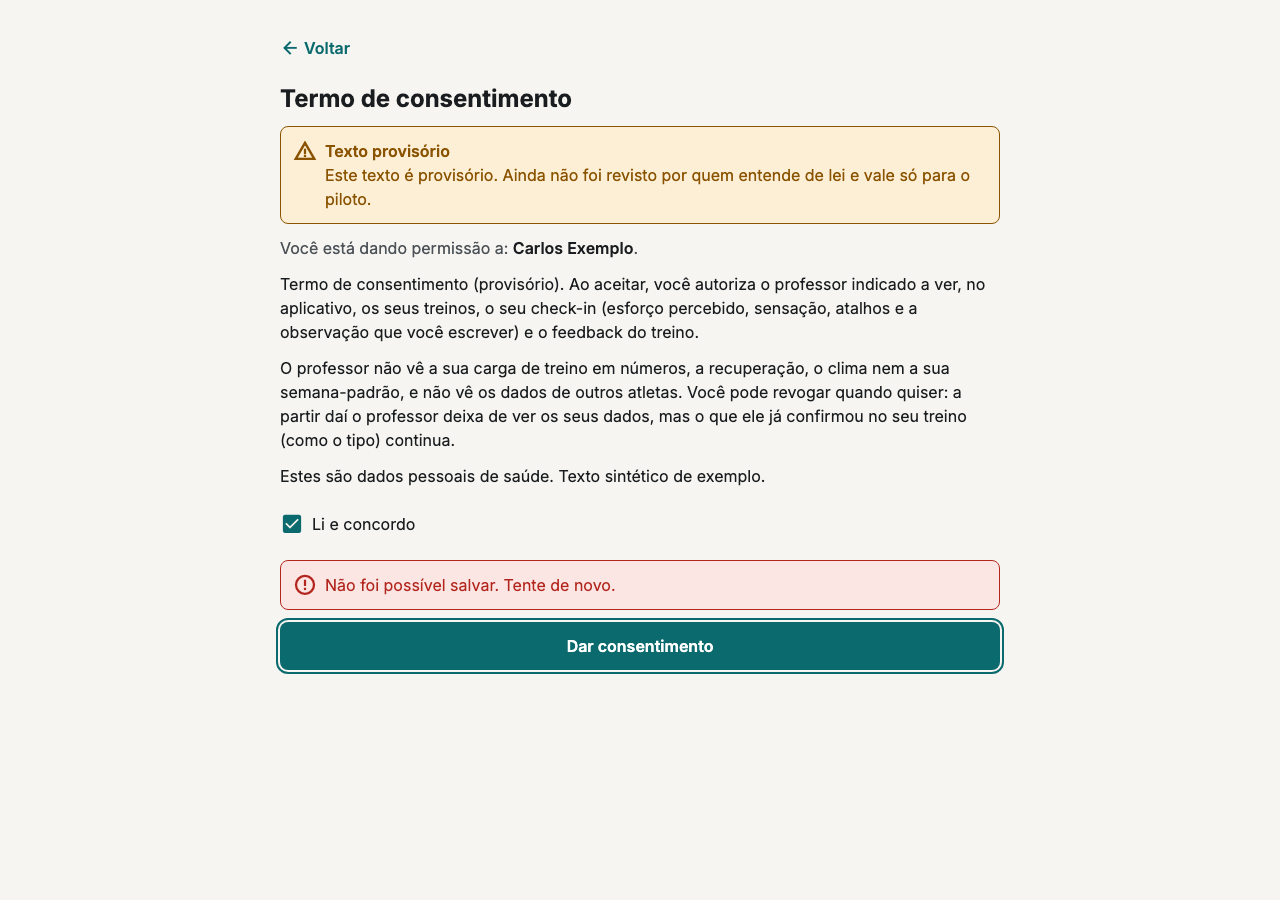 Voltar
Termo de consentimento
Texto provisório
Este texto é provisório. Ainda não foi revisto por quem entende de lei e vale só para o
piloto.
Você está dando permissão a: Carlos Exemplo.
Termo de consentimento (provisório). Ao aceitar, você autoriza o professor indicado a ver, no
aplicativo, os seus treinos, o seu check-in (esforço percebido, sensação, atalhos e a
observação que você escrever) e o feedback do treino.
O professor não vê a sua carga de treino em números, a recuperação, o clima nem a sua
semana-padrão, e não vê os dados de outros atletas. Você pode revogar quando quiser: a
partir daí o professor deixa de ver os seus dados, mas o que ele já confirmou no seu treino
(como o tipo) continua.
Estes são dados pessoais de saúde. Texto sintético de exemplo.
Li e concordo
Não foi possível salvar. Tente de novo.
Dar consentimento